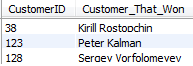 CustomerID Customer_That_Won
38 Kirill Rostopchin
123 Peter Kalman
128 Sergey Vorfolomeyev